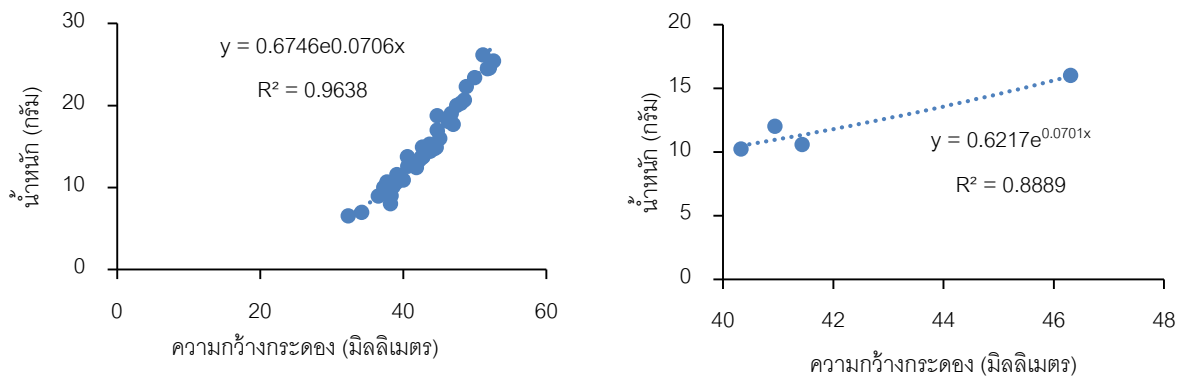 30
20
10
0
0
20
40
60
น้ำหนัก (กรัม)
ความกว้างกระดอง (มิลลิเมตร)
y = 0.6746e0.0706x
R² = 0.9638
20
15
10
5
0
40
42
44
46
48
น้ำหนัก (กรัม)
ความกว้างกระดอง (มิลลิเมตร)
y = 0.6217e^0.0701x
R² = 0.8889